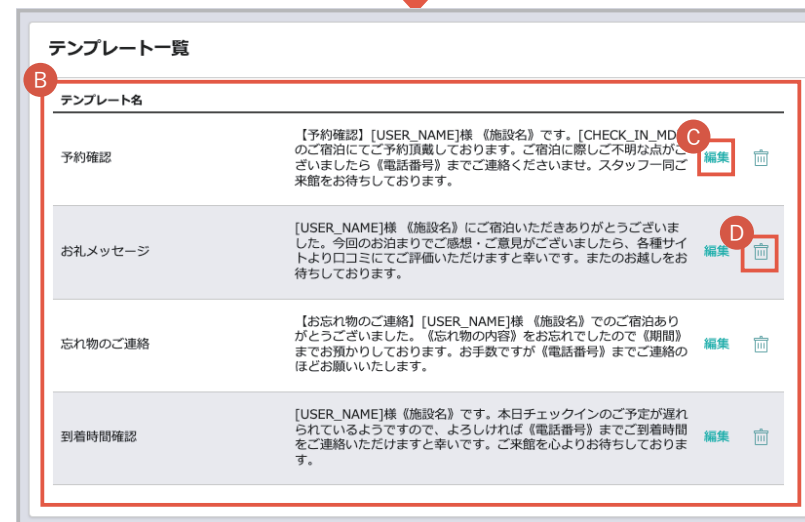 テンプレート一覧
B
テンプレート名
【予約確認】[USER_NAME]様 《施設名》です。[CHECK_IN_MD
C
のご宿泊にてご予約頂戴しております。ご宿泊に際しご不明な点がご
予約確認
編集
ざいましたら《電話番号》までご連絡くださいませ。スタッフ一同ご
来館をお待ちしております。
[USER_NAME]様 《施設名》にご宿泊いただきありがとうございま
D
した。今回のお泊まりでご感想・ご意見がございましたら、各種サイ
お礼メッセージ
編集
トより口コミにてご評価いただけますと幸いです。またのお越しをお
待ちしております。
【お忘れ物のご連絡】[USER_NAME]様 《施設名》でのご宿泊あり
がとうございました。《忘れ物の内容》をお忘れでしたので《期間》
忘れ物のご連絡
編集
までお預かりしております。お手数ですが《電話番号》までご連絡の
ほどお願いいたします。
[USER_NAME]様《施設名》です。本日チェックインのご予定が遅れ
られているようですので、よろしければ《電話番号》までご到着時間
到着時間確認
編集
をご連絡いただけますと幸いです。ご来館を心よりお待ちしておりま
す。